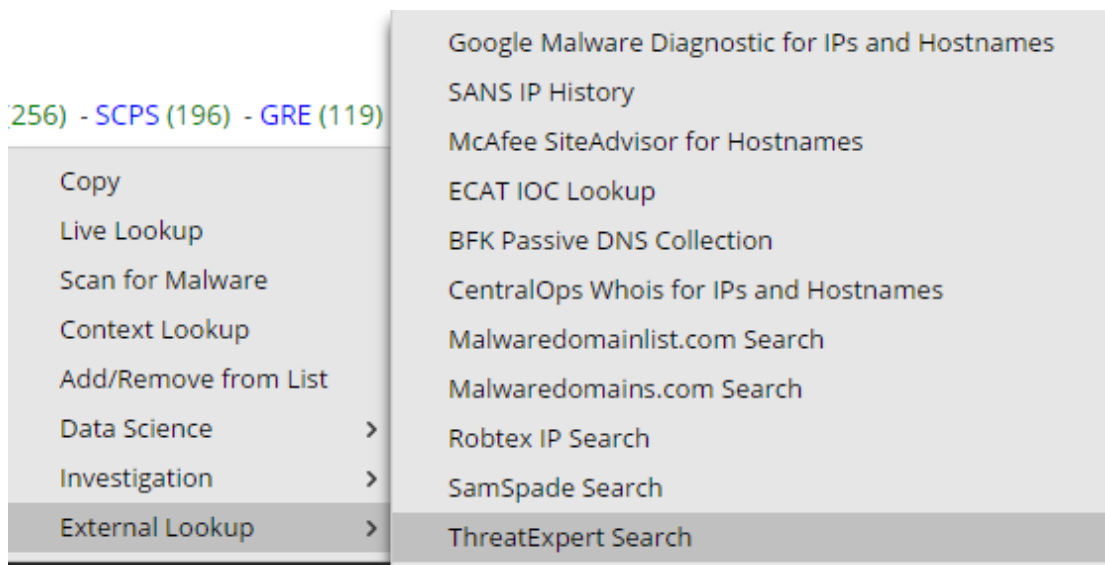 (256) - SCPS (196) - GRE (119)
Copy
Live Lookup
Scan for Malware
Context Lookup
Add/Remove from List
Data Science
Investigation
External Lookup
Google Malware Diagnostic for IPs and Hostnames
SANS IP History
McAfee SiteAdvisor for Hostnames
ECAT IOC Lookup
BFK Passive DNS Collection
CentralOps Whois for IPs and Hostnames
Malwaredomainlist.com Search
Malwaredomains.com Search
Robtex IP Search
SamSpade Search
ThreatExpert Search